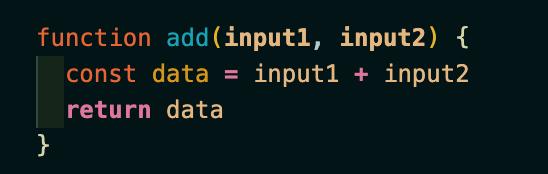 function add(input1, input2) {
  const data = input1 + input2
  return data
}